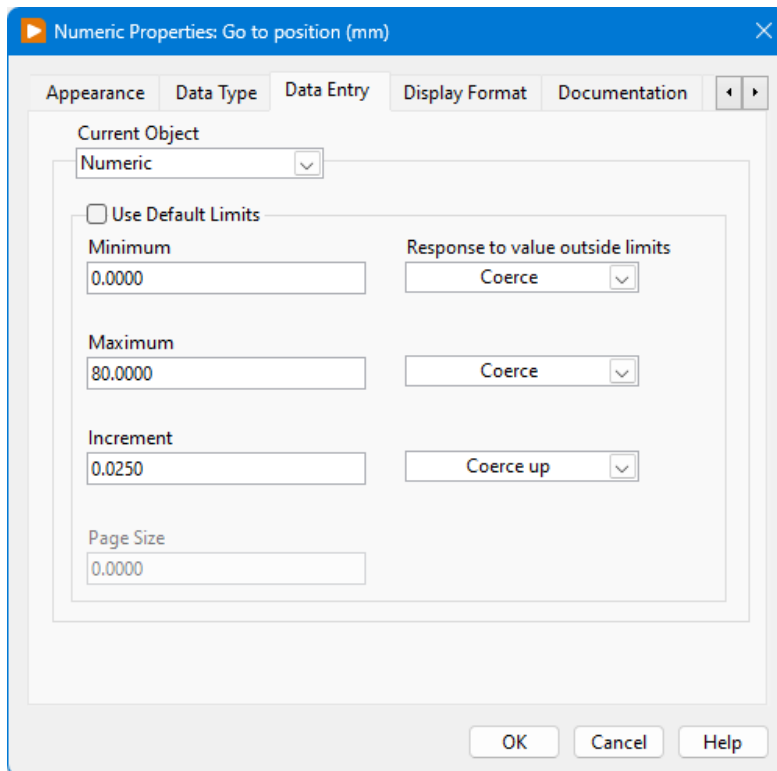 Numeric Properties: Go to position (mm)
Appearance Data Type Data Entry Display Format Documentation
Current Object
Numeric
Use Default Limits
Minimum Response to value outside limits
0.0000 Coerce
Maximum
80.0000 Coerce
Increment
0.0250 Coerce up
Page Size
0.0000
OK Cancel Help